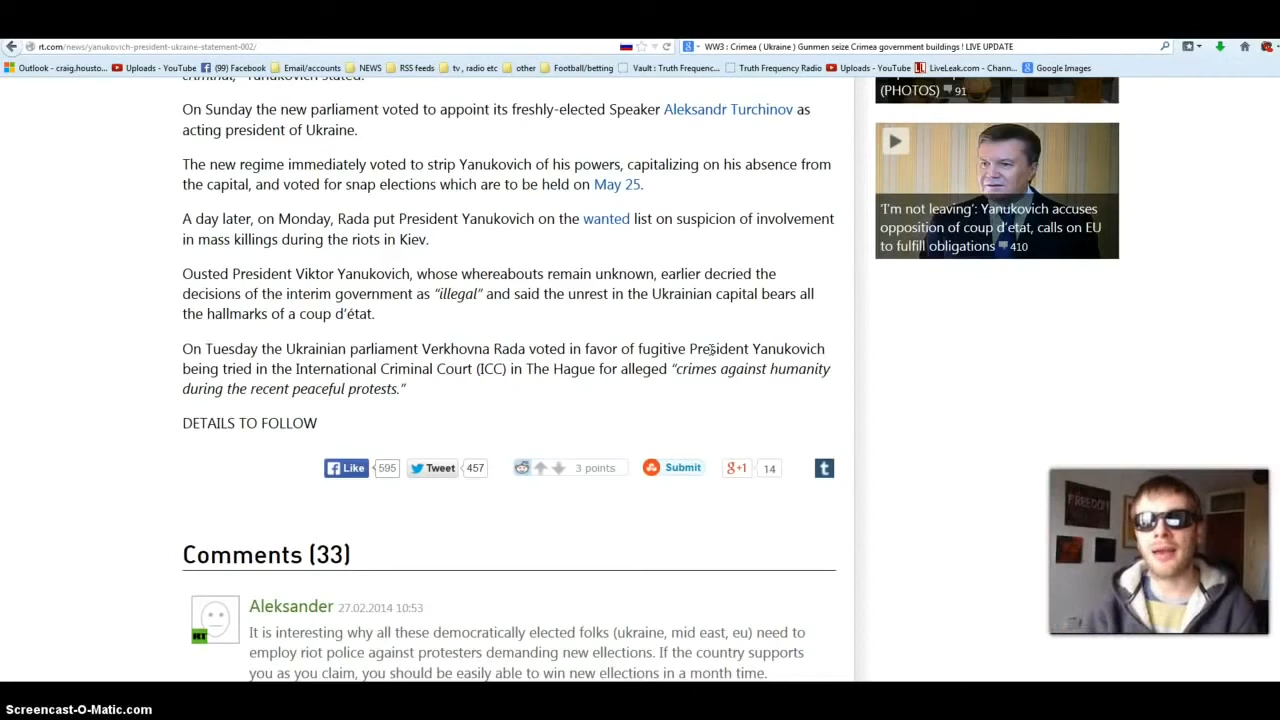 rt.com/news/yanukovich-president-ukraine-statement-002/
WW3 : Crimea ( Ukraine ) Gunmen seize Crimea government buildings ! LIVE UPDATE
Outlook - craig.housto...
Uploads - YouTube
(99) Facebook
Email/accounts
NEWS
RSS feeds
tv , radio etc
other
Football/betting
Vault : Truth Frequenc...
Truth Frequency Radio
Uploads - YouTube
LiveLeak.com - Chann...
Google Images
criminal," Yanukovich stated.
On Sunday the new parliament voted to appoint its freshly-elected Speaker Aleksandr Turchinov as
acting president of Ukraine.
The new regime immediately voted to strip Yanukovich of his powers, capitalizing on his absence from
the capital, and voted for snap elections which are to be held on May 25.
A day later, on Monday, Rada put President Yanukovich on the wanted list on suspicion of involvement
in mass killings during the riots in Kiev.
Ousted President Viktor Yanukovich, whose whereabouts remain unknown, earlier decried the
decisions of the interim government as “illegal” and said the unrest in the Ukrainian capital bears all
the hallmarks of a coup d’état.
On Tuesday the Ukrainian parliament Verkhovna Rada voted in favor of fugitive President Yanukovich
being tried in the International Criminal Court (ICC) in The Hague for alleged “crimes against humanity
during the recent peaceful protests.”
DETAILS TO FOLLOW
Like 595
Tweet 457
3 points
Submit
g+1 14
t
Comments (33)
Aleksander 27.02.2014 10:53
RT
It is interesting why all these democratically elected folks (ukraine, mid east, eu) need to
employ riot police against protesters demanding new ellections. If the country supports
you as you claim, you should be easily able to win new ellections in a month time.
(PHOTOS) 91
'I'm not leaving': Yanukovich accuses
opposition of coup d'etat, calls on EU
to fulfill obligations 410
FREEDOM
Screencast-O-Matic.com